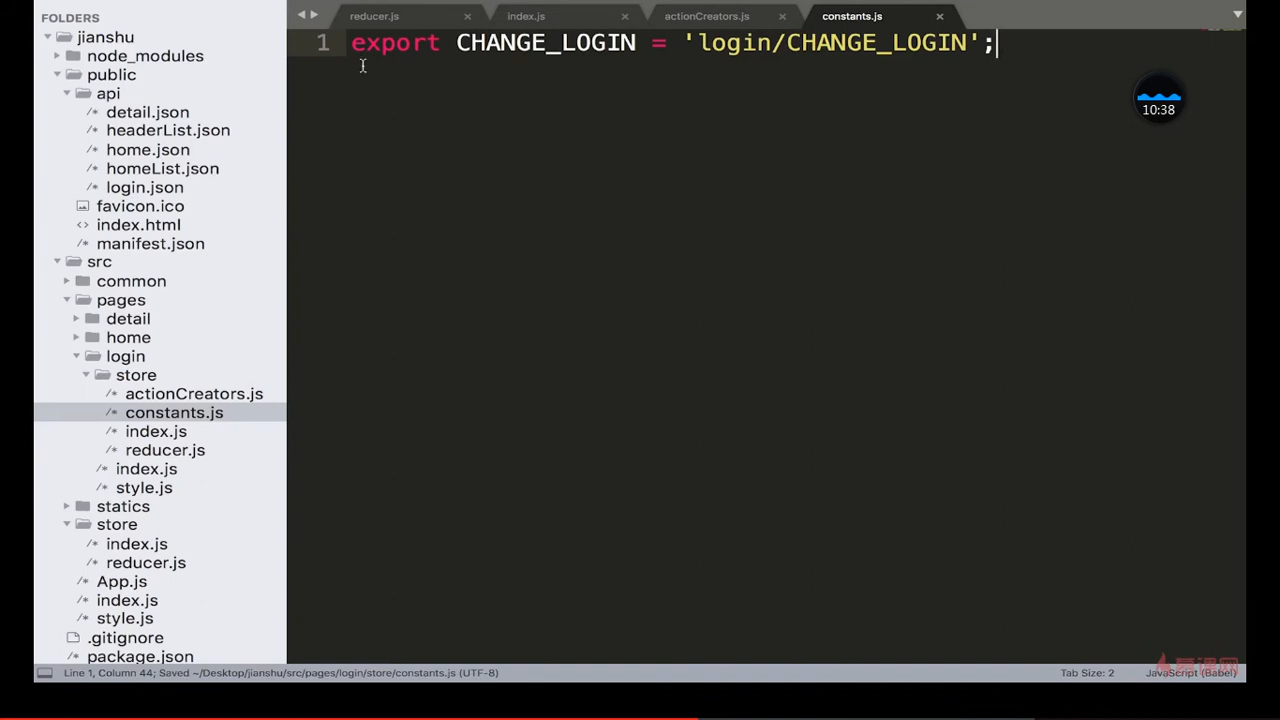 FOLDERS
jianshu
node_modules
public
api
detail.json
headerList.json
home.json
homeList.json
login.json
favicon.ico
index.html
manifest.json
src
common
pages
detail
home
login
store
actionCreators.js
constants.js
index.js
reducer.js
index.js
style.js
statics
store
index.js
reducer.js
App.js
index.js
style.js
.gitignore
package.json
reducer.js
index.js
actionCreators.js
constants.js
1 export CHANGE_LOGIN = 'login/CHANGE_LOGIN';
10:38
Line 1, Column 44; Saved ~/Desktop/jianshu/src/pages/login/store/constants.js (UTF-8)
Tab Size: 2
JavaScript (Babel)
慕课网